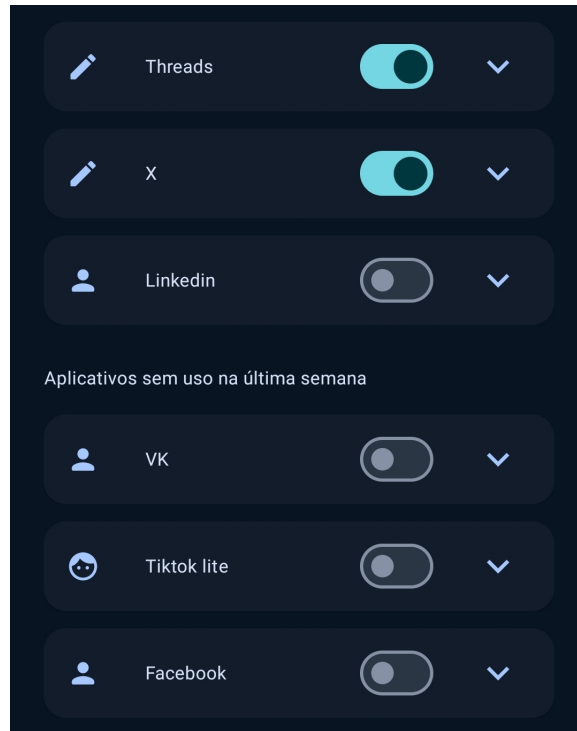 Threads
X
Linkedin
Aplicativos sem uso na última semana
VK
Tiktok lite
Facebook